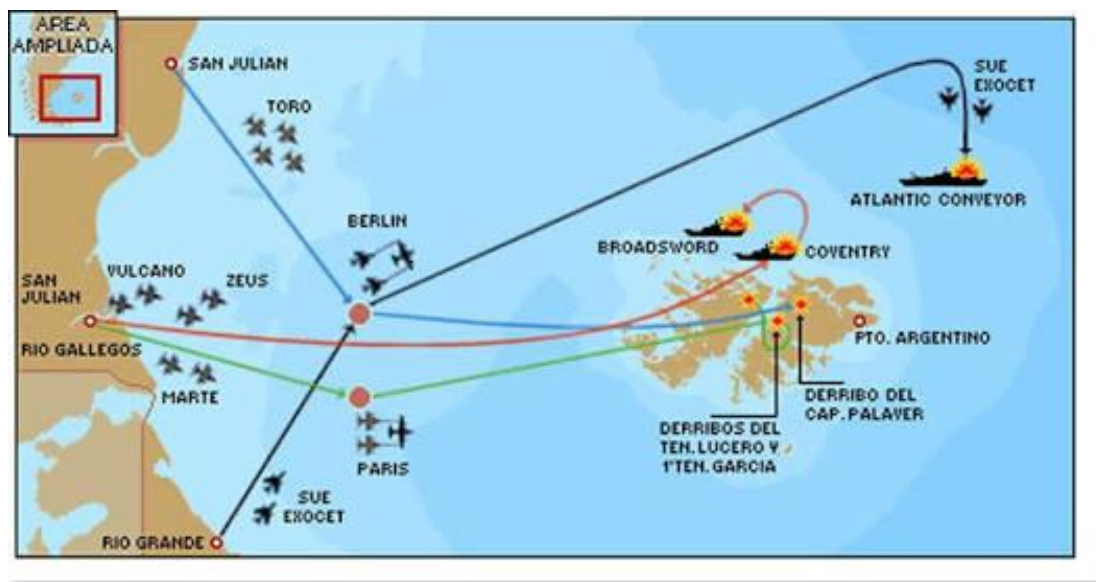 AREA
AMPLIADA
SAN JULIAN
TORO
SUE
EXOCET
ATLANTIC CONVEYOR
BERLIN
BROADSWORD
COVENTRY
VULCANO
ZEUS
SAN
JULIAN
RIO GALLEGOS
MARTE
PTO. ARGENTINO
DERRIBO DEL
CAP. PALAVER
DERRIBOS DEL
TEN. LUCERO Y
1°TEN. GARCIA
PARIS
SUE
EXOCET
RIO GRANDE